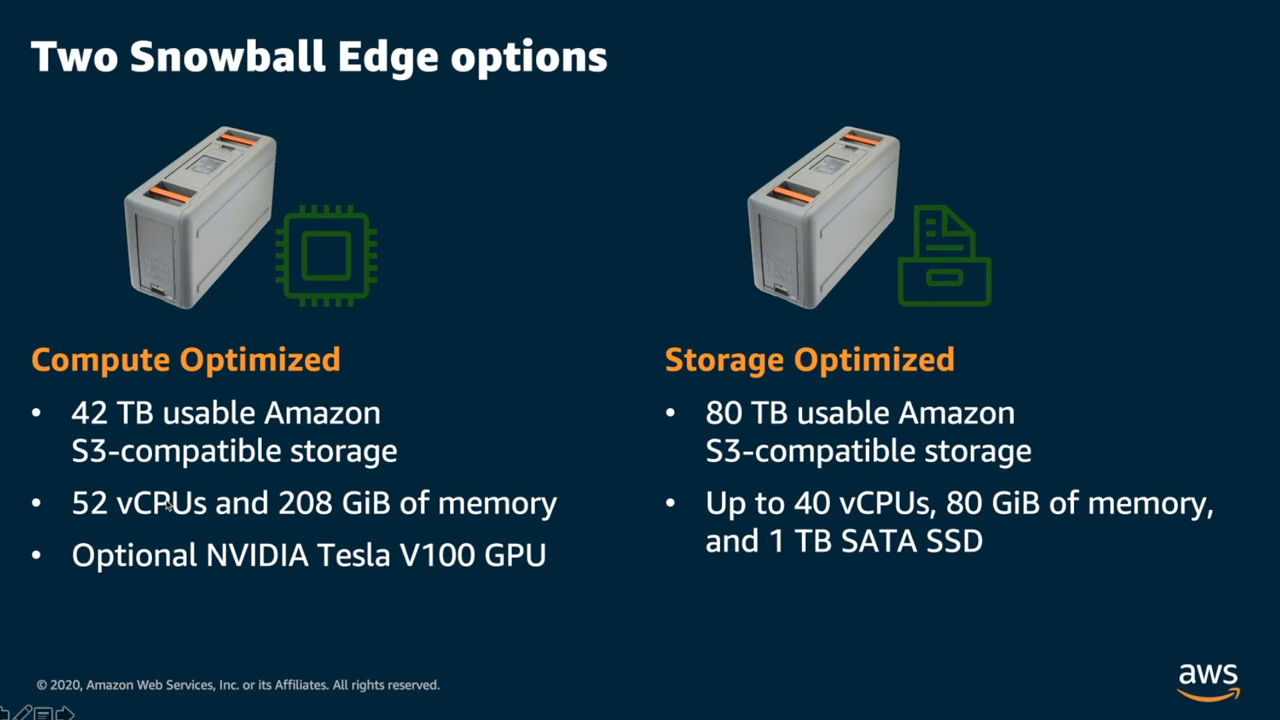 Two Snowball Edge options
Compute Optimized
• 42 TB usable Amazon
S3-compatible storage
• 52 vCPUs and 208 GiB of memory
• Optional NVIDIA Tesla V100 GPU
Storage Optimized
• 80 TB usable Amazon
S3-compatible storage
• Up to 40 vCPUs, 80 GiB of memory,
and 1 TB SATA SSD
© 2020, Amazon Web Services, Inc. or its Affiliates. All rights reserved.
aws